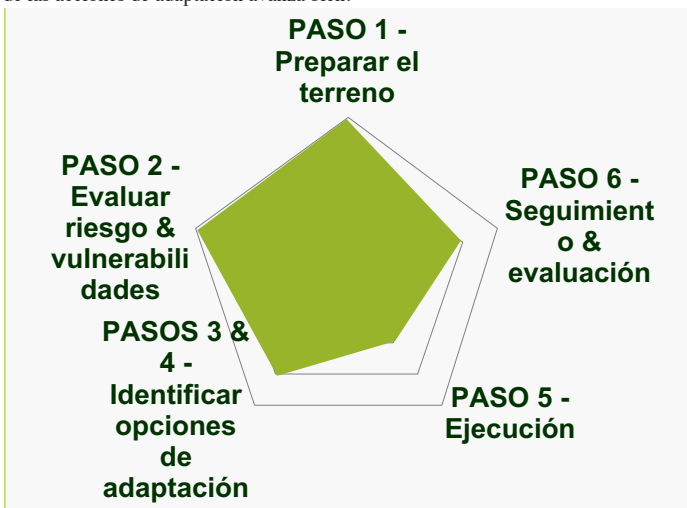 PASO 1 -
Preparar el
terreno
PASO 2 -
Evaluar
riesgo &
vulnerabili
dades
PASO 6 -
Seguimient
o &
evaluación
PASOS 3 &
4 -
Identificar
opciones
de
adaptación
PASO 5 -
Ejecución